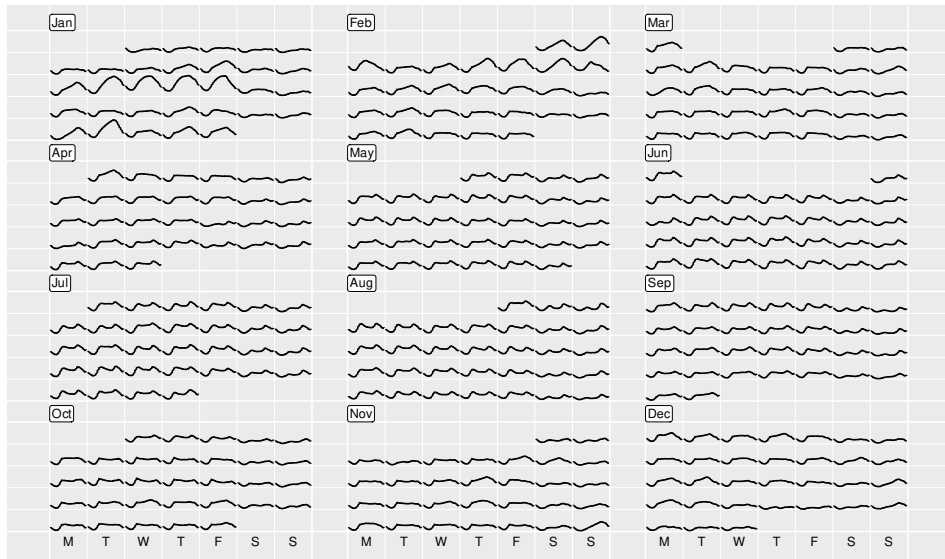 Jan Feb Mar
Apr May Jun
Jul Aug Sep
Oct Nov Dec
M T W T F S S M T W T F S S M T W T F S S